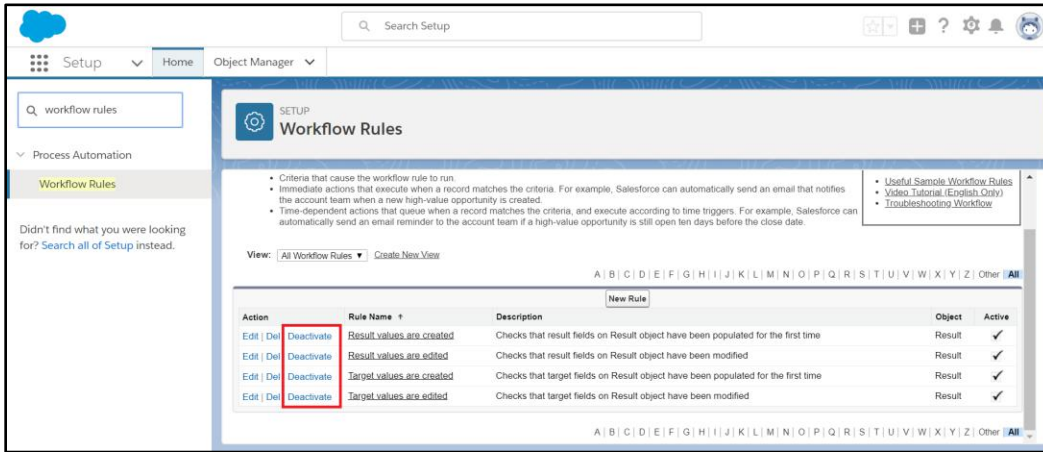 Search Setup
Setup Home Object Manager
workflow rules
Process Automation
Workflow Rules
Didn't find what you were looking
for? Search all of Setup instead.
SETUP
Workflow Rules
• Criteria that cause the workflow rule to run.
• Immediate actions that execute when a record matches the criteria. For example, Salesforce can automatically send an email that notifies
the account team when a new high-value opportunity is created.
• Time-dependent actions that queue when a record matches the criteria, and execute according to time triggers. For example, Salesforce can
automatically send an email reminder to the account team if a high-value opportunity is still open ten days before the close date.
• Useful Sample Workflow Rules
• Video Tutorial (English Only)
• Troubleshooting Workflow
View: All Workflow Rules ▼ Create New View
A | B | C | D | E | F | G | H | I | J | K | L | M | N | O | P | Q | R | S | T | U | V | W | X | Y | Z | Other | All
New Rule
Action Rule Name ↑ Description Object Active
Edit | Del | Deactivate Result values are created Checks that result fields on Result object have been populated for the first time Result ✓
Edit | Del | Deactivate Result values are edited Checks that result fields on Result object have been modified Result ✓
Edit | Del | Deactivate Target values are created Checks that target fields on Result object have been populated for the first time Result ✓
Edit | Del | Deactivate Target values are edited Checks that target fields on Result object have been modified Result ✓
A | B | C | D | E | F | G | H | I | J | K | L | M | N | O | P | Q | R | S | T | U | V | W | X | Y | Z | Other | All